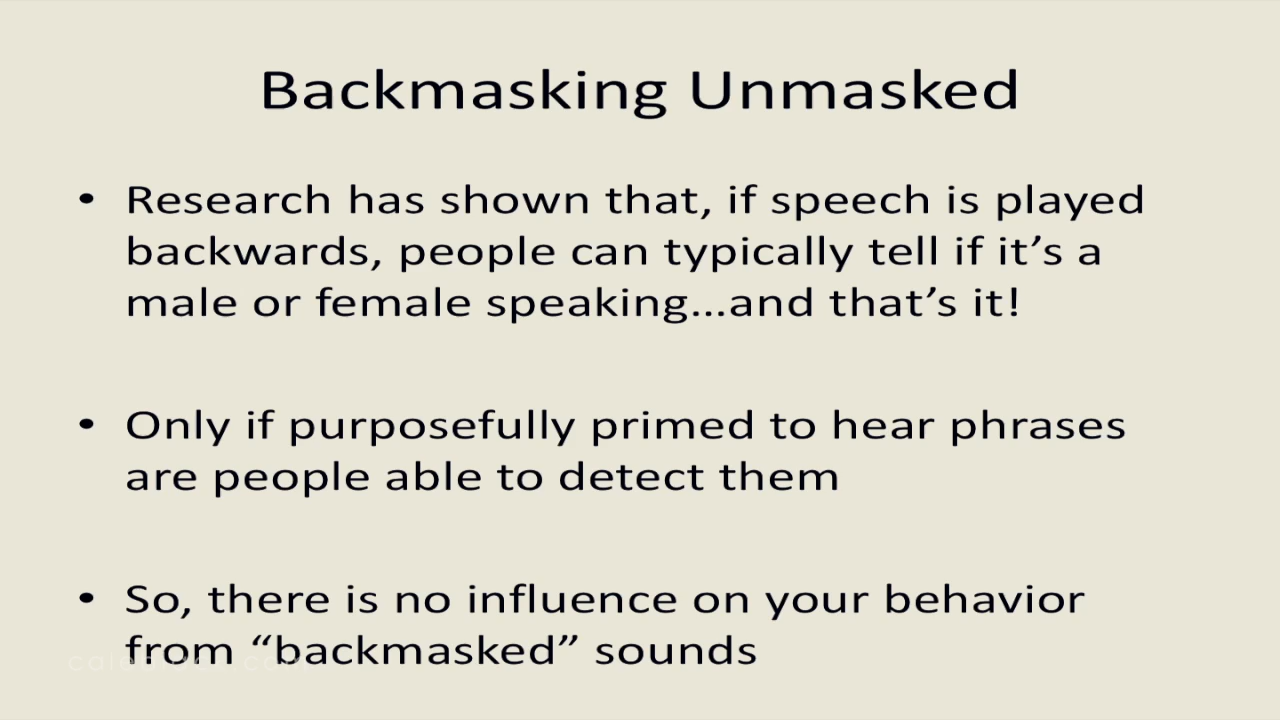 Backmasking Unmasked
• Research has shown that, if speech is played
backwards, people can typically tell if it’s a
male or female speaking...and that’s it!
• Only if purposefully primed to hear phrases
are people able to detect them
• So, there is no influence on your behavior
from “backmasked” sounds